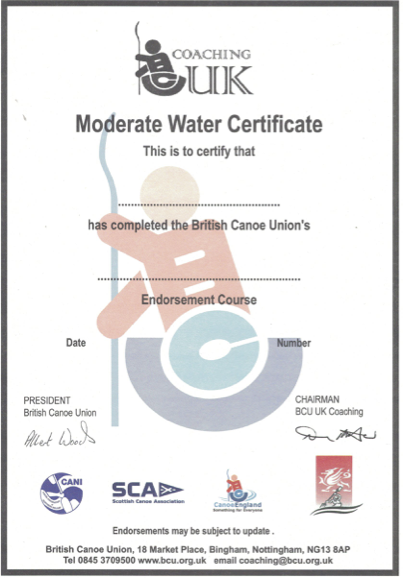 COACHING
UK
Moderate Water Certificate
This is to certify that
has completed the British Canoe Union's
Endorsement Course
Date
Number
PRESIDENT
British Canoe Union
CHAIRMAN
BCU UK Coaching
Albert Woods
CANI
SCA
Scottish Canoe Association
CanoeEngland
Something for Everyone
Endorsements may be subject to update .
British Canoe Union, 18 Market Place, Bingham, Nottingham, NG13 8AP
Tel 0845 3709500 www.bcu.org.uk email coaching@bcu.org.uk